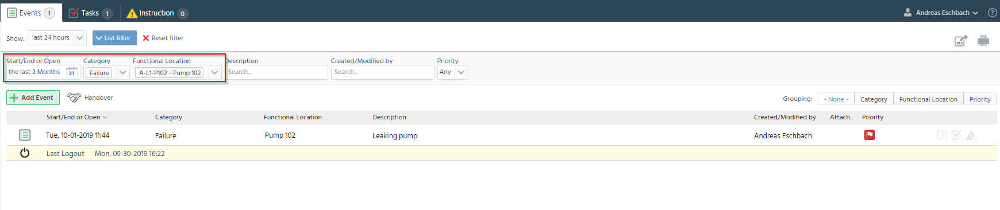 Events 1 Tasks 1 Instruction 0 Andreas Eschbach ?
Show: last 24 hours List filter Reset filter XLS
Start/End or Open Category Functional Location Description Created/Modified by Priority
the last 3 Months 31 Failure A-L1-P102 - Pump 102 Search... Search... Any
Add Event Handover Grouping: - None - Category Functional Location Priority
Start/End or Open Category Functional Location Description Created/Modified by Attach... Priority
Tue, 10-01-2019 11:44 Failure Pump 102 Leaking pump Andreas Eschbach
Last Logout Mon, 09-30-2019 16:22